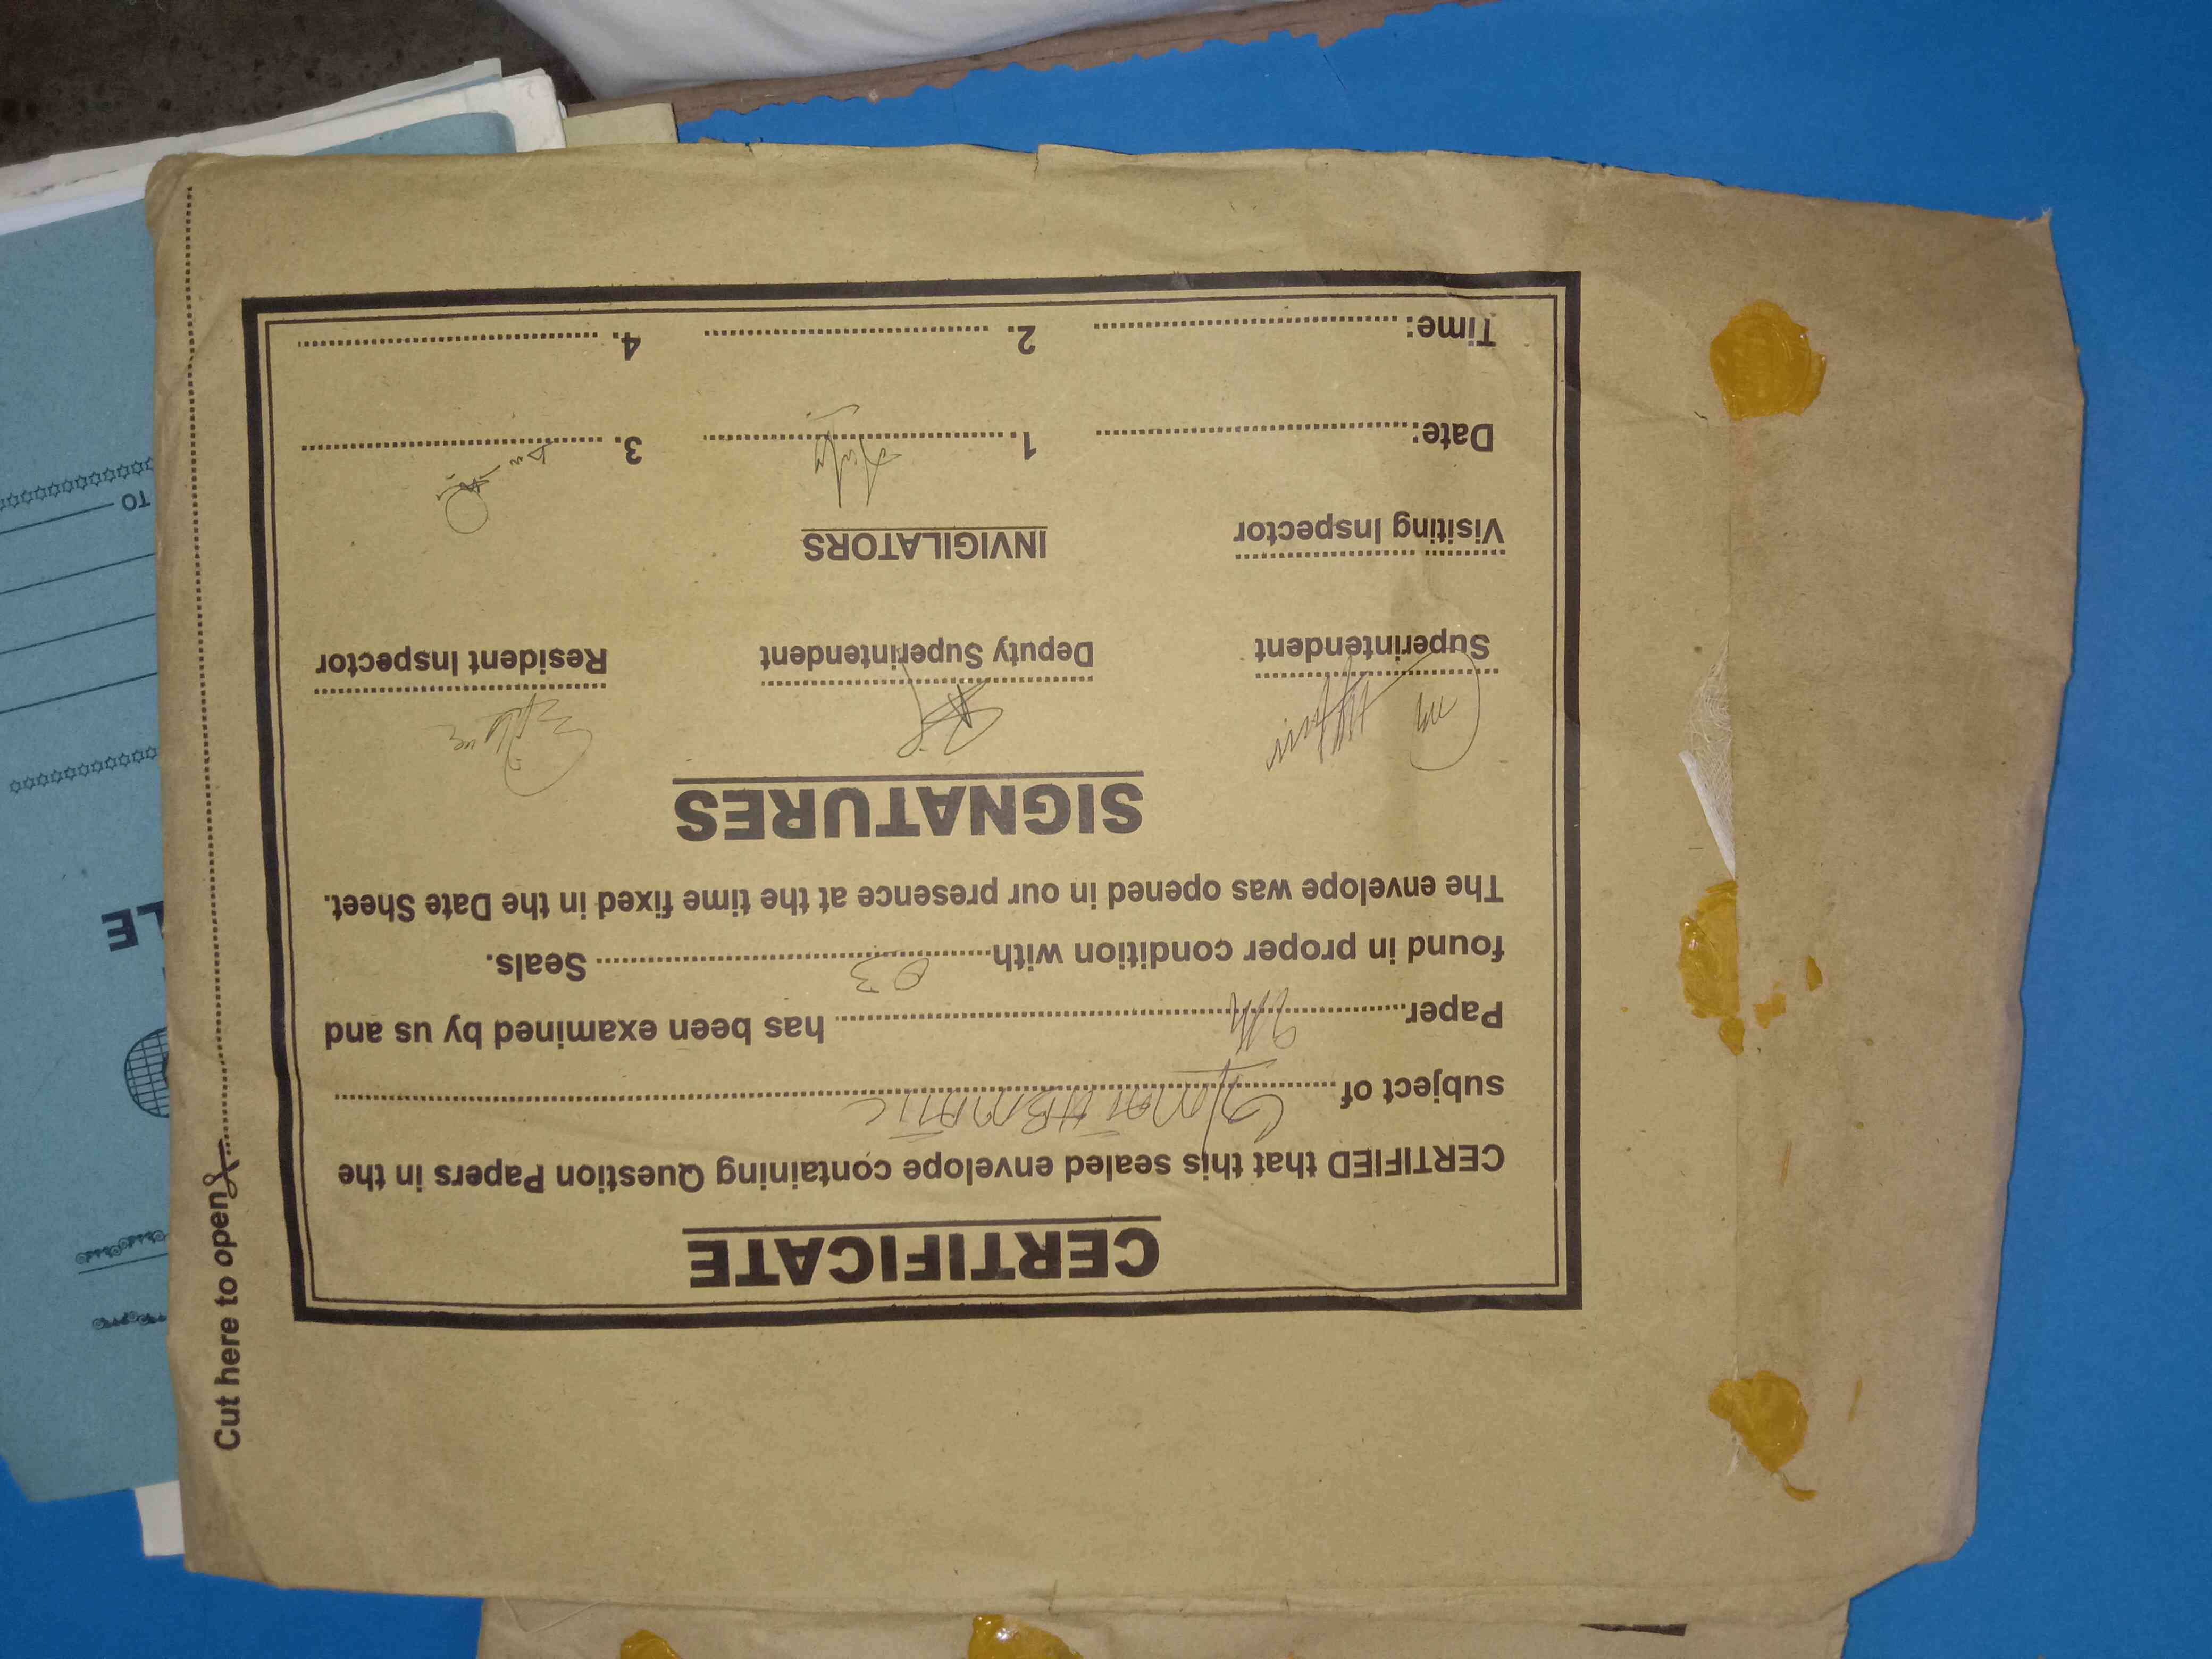 CERTIFICATE
CERTIFIED that this sealed envelope containing Question Papers in the
subject of ........................
Paper ........ 9th ........ has been examined by us and
found in proper condition with ........ 03 ........ Seals.
The envelope was opened in our presence at the time fixed in the Date Sheet.
SIGNATURES
Superintendent Deputy Superintendent Resident Inspector
Visiting Inspector INVIGILATORS
Date: ........ 1. ........ 3. ........
Time: ........ 2. ........ 4. ........
Cut here to open
LE
TO